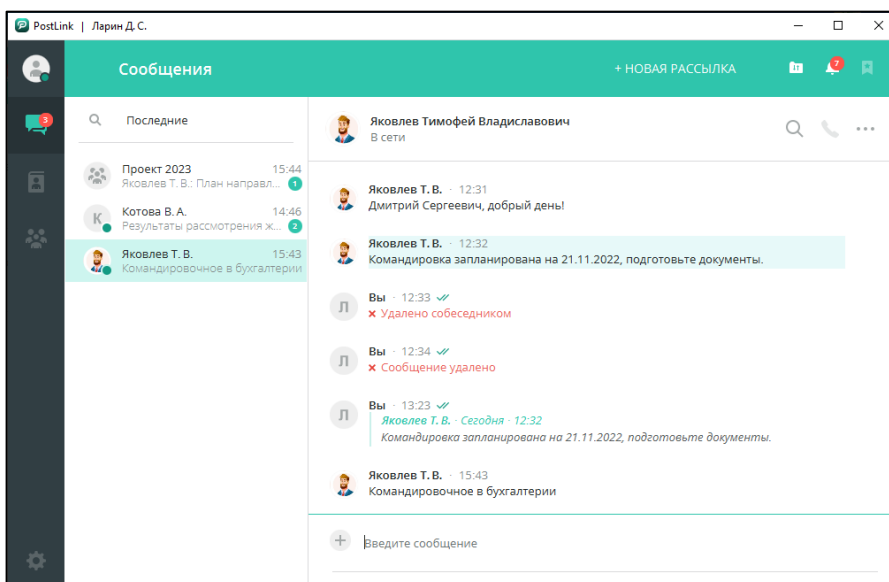 PostLink | Ларин Д. С.
Сообщения
+ НОВАЯ РАССЫЛКА
7
3
Последние
Проект 2023 15:44
Яковлев Т. В.: План направл... 1
К
Котова В. А. 14:46
Результаты рассмотрения ж... 2
Яковлев Т. В. 15:43
Командировочное в бухгалтерии
Яковлев Тимофей Владиславович
В сети
Яковлев Т. В. · 12:31
Дмитрий Сергеевич, добрый день!
Яковлев Т. В. · 12:32
Командировка запланирована на 21.11.2022, подготовьте документы.
Л
Вы · 12:33
Удалено собеседником
Л
Вы · 12:34
Сообщение удалено
Л
Вы · 13:23
Яковлев Т. В. · Сегодня · 12:32
Командировка запланирована на 21.11.2022, подготовьте документы.
Яковлев Т. В. · 15:43
Командировочное в бухгалтерии
Введите сообщение